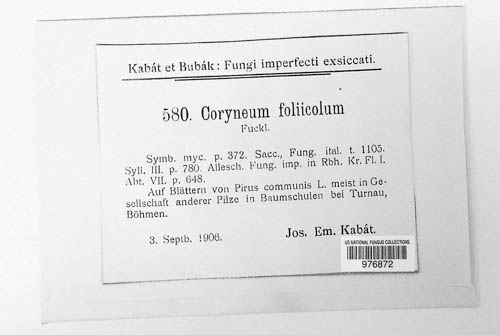 Kabát et Bubák: Fungi imperfecti exsiccati.
580. Coryneum foliicolum
Fuckl.
Symb. myc. p. 372. Sacc., Fung. ital. t. 1105.
Syll. III. p. 780. Allesch. Fung. imp. in Rbh. Kr. Fl. I.
Abt. VII. p. 648.
Auf Blättern von Pirus communis L. meist in Ge-
sellschaft anderer Pilze in Baumschulen bei Turnau,
Böhmen.
3. Septb. 1906.
Jos. Em. Kabát.
US NATIONAL FUNGUS COLLECTIONS
976872